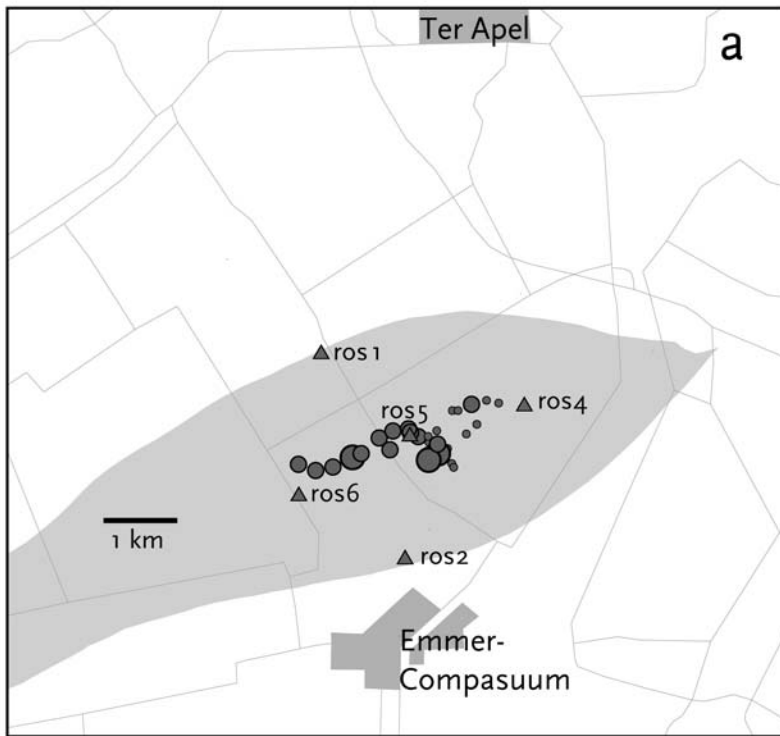 Ter Apel
a
ros1
ros5
ros4
ros6
1 km
ros2
Emmer-
Compasuum